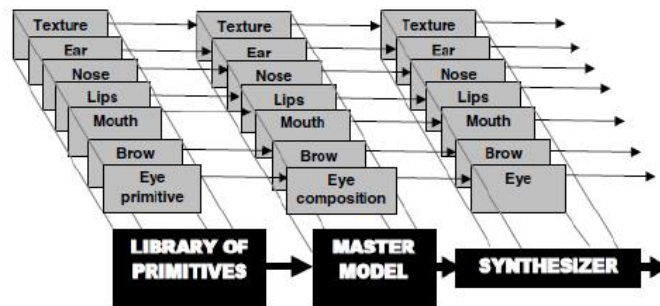 Texture
Ear
Nose
Lips
Mouth
Brow
Eye
primitive
Texture
Ear
Nose
Lips
Mouth
Brow
Eye
composition
Texture
Ear
Nose
Lips
Mouth
Brow
Eye
LIBRARY OF
PRIMITIVES
MASTER
MODEL
SYNTHESIZER